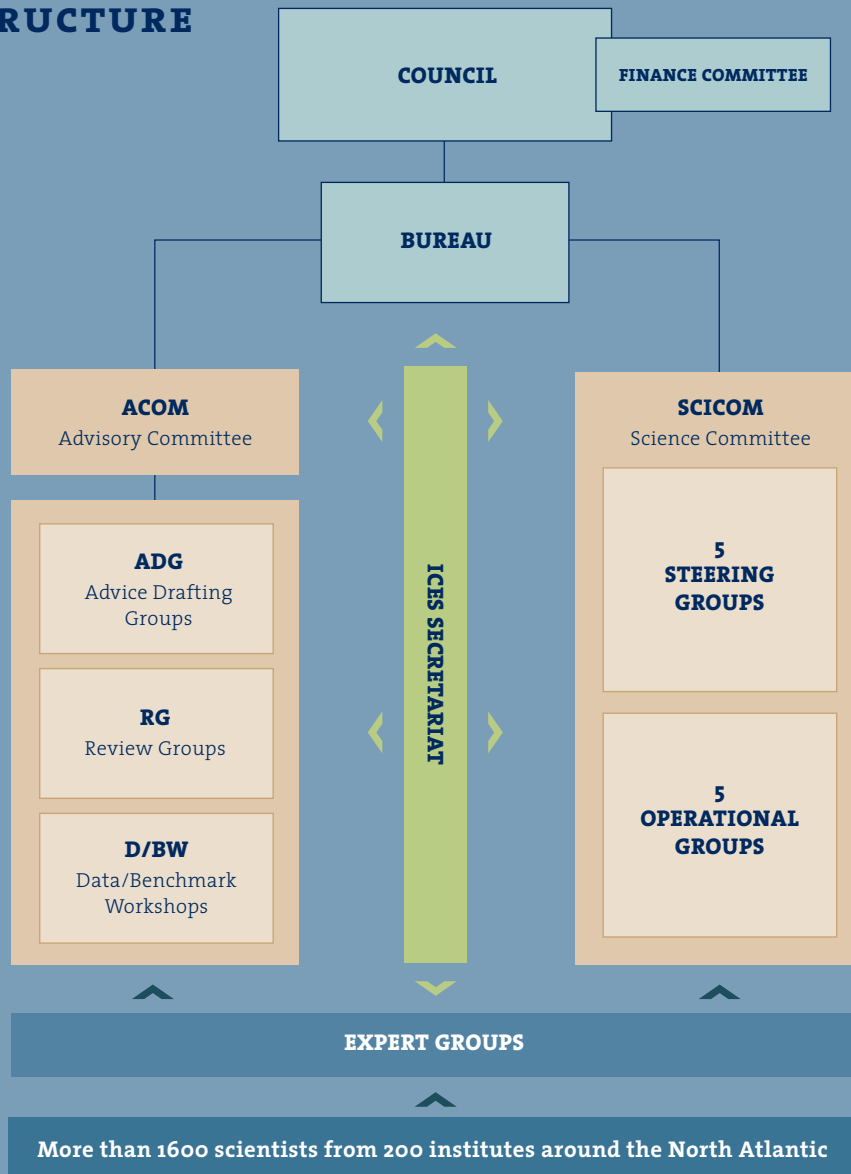 RUCTURE
COUNCIL
FINANCE COMMITTEE
BUREAU
ACOM
Advisory Committee
ADG
Advice Drafting
Groups
RG
Review Groups
D/BW
Data/Benchmark
Workshops
ICES SECRETARIAT
SCICOM
Science Committee
5
STEERING
GROUPS
5
OPERATIONAL
GROUPS
EXPERT GROUPS
More than 1600 scientists from 200 institutes around the North Atlantic